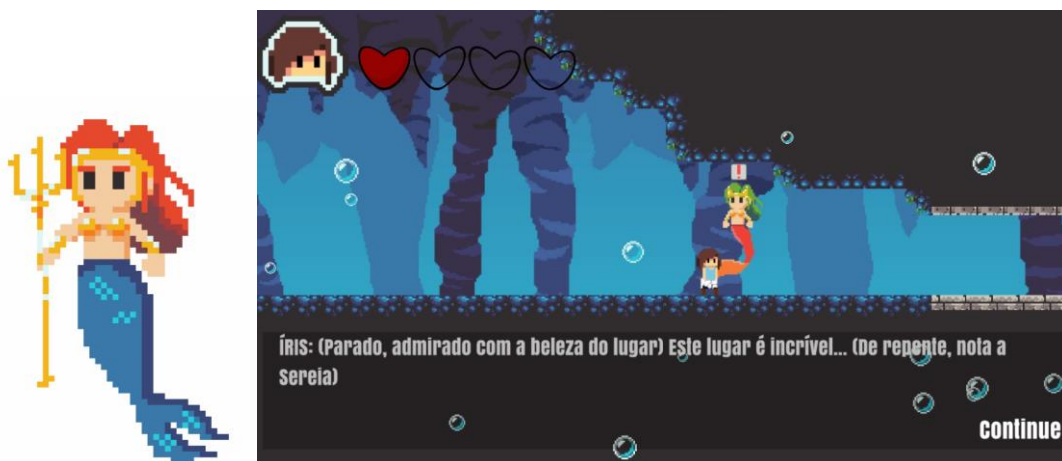 !
ÍRIS: (Parado, admirado com a beleza do lugar) Este lugar é incrível... (De repente, nota a
Sereia)
Continue